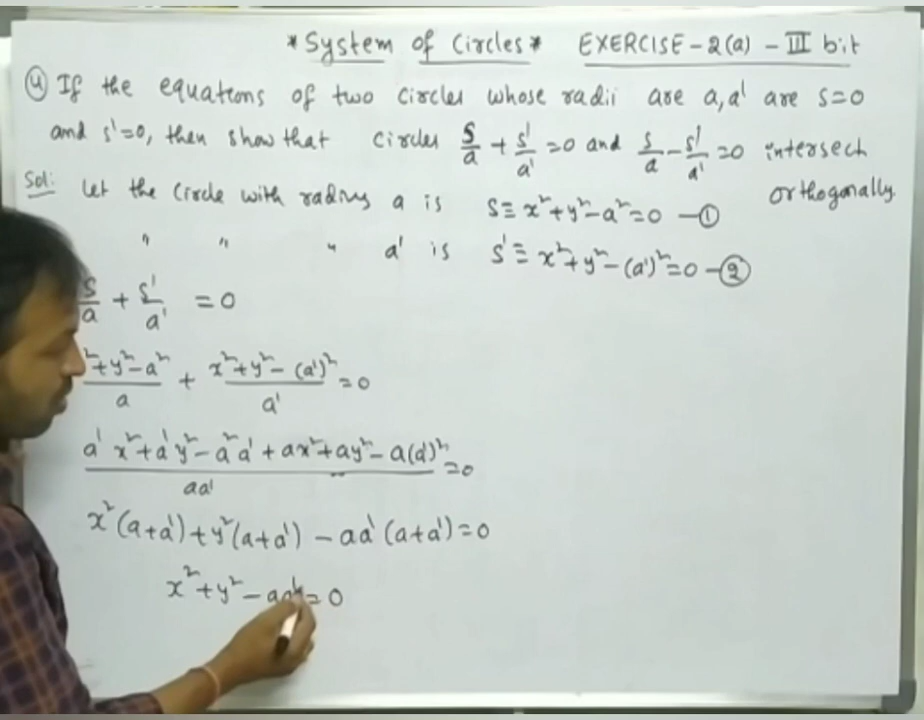 *System of Circles* EXERCISE-2(a) - III bit
④ If the equations of two circles whose radii are a, a' are S=0
and S'=0, then show that circles S/a + S'/a' =0 and S/a - S'/a' =0 intersect
orthogonally.
Sol: Let the circle with radius a is S ≡ x²+y²-a²=0 -①
" " " a' is S' ≡ x²+y²-(a')²=0 -②
S/a + S'/a' = 0
²+y²-a²/a + x²+y²-(a')²/a' = 0
a'x²+a'y²-a²a'+ax²+ay²-a(a')²/aa' = 0
x²(a+a')+y²(a+a') - aa'(a+a')=0
x²+y²-aa'=0